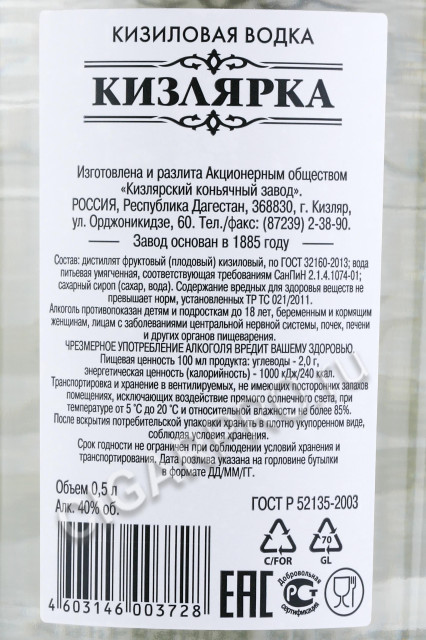 КИЗИЛОВАЯ ВОДКА
КИЗЛЯРКА
Изготовлена и разлита Акционерным обществом
«Кизлярский коньячный завод».
РОССИЯ, Республика Дагестан, 368830, г. Кизляр,
ул. Орджоникидзе, 60. Тел./факс: (87239) 2-38-90.
Завод основан в 1885 году
Состав: дистиллят фруктовый (плодовый) кизиловый, по ГОСТ 32160-2013; вода
питьевая умягченная, соответствующая требованиям СанПиН 2.1.4.1074-01;
сахарный сироп (сахар, вода). Содержание вредных для здоровья веществ не
превышает норм, установленных ТР ТС 021/2011.
Алкоголь противопоказан детям и подросткам до 18 лет, беременным и кормящим
женщинам, лицам с заболеваниями центральной нервной системы, почек, печени
и других органов пищеварения.
ЧРЕЗМЕРНОЕ УПОТРЕБЛЕНИЕ АЛКОГОЛЯ ВРЕДИТ ВАШЕМУ ЗДОРОВЬЮ.
Пищевая ценность 100 мл продукта: углеводы - 2,0 г,
энергетическая ценность (калорийность) - 1000 кДж/240 ккал.
Транспортировка и хранение в вентилируемых, не имеющих посторонних запахов
помещениях, исключающих воздействие прямого солнечного света, при
температуре от 5 °С до 20 °С и относительной влажности не более 85%.
После вскрытия потребительской упаковки хранить в плотно укупоренном виде,
соблюдая условия хранения.
Срок годности не ограничен при соблюдении условий хранения и
транспортирования. Дата розлива указана на горловине бутылки
в формате ДД/ММ/ГГ.
Объем 0,5 л
Алк. 40% об.
ГОСТ Р 52135-2003
C/FOR
70
GL
4 603146 003728
EAC
Добровольная
РСТ
сертификация